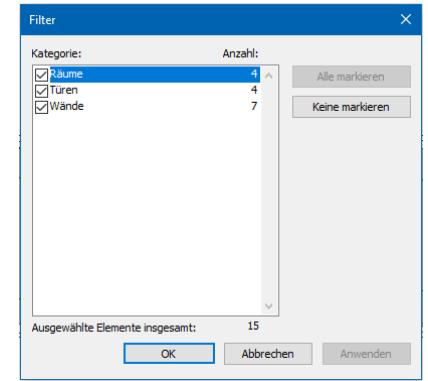 Filter
Kategorie: Anzahl:
Räume 4
Türen 4
Wände 7
Alle markieren
Keine markieren
Ausgewählte Elemente insgesamt: 15
OK Abbrechen Anwenden